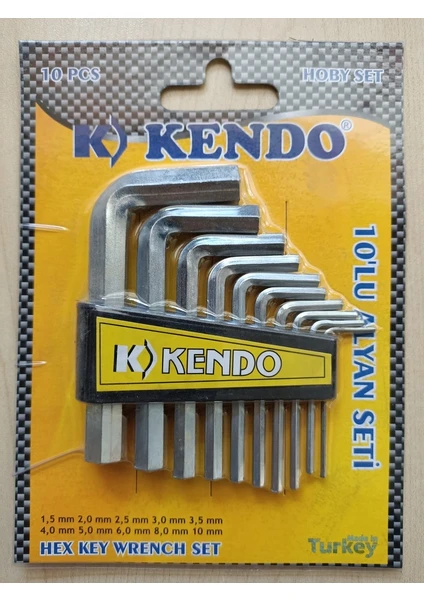 10 PCS
HOBY SET
K KENDO®
10'LU ALYAN SETİ
K KENDO
1,5 mm 2,0 mm 2,5 mm 3,0 mm 3,5 mm
4,0 mm 5,0 mm 6,0 mm 8,0 mm 10 mm
HEX KEY WRENCH SET
Made in
Turkey